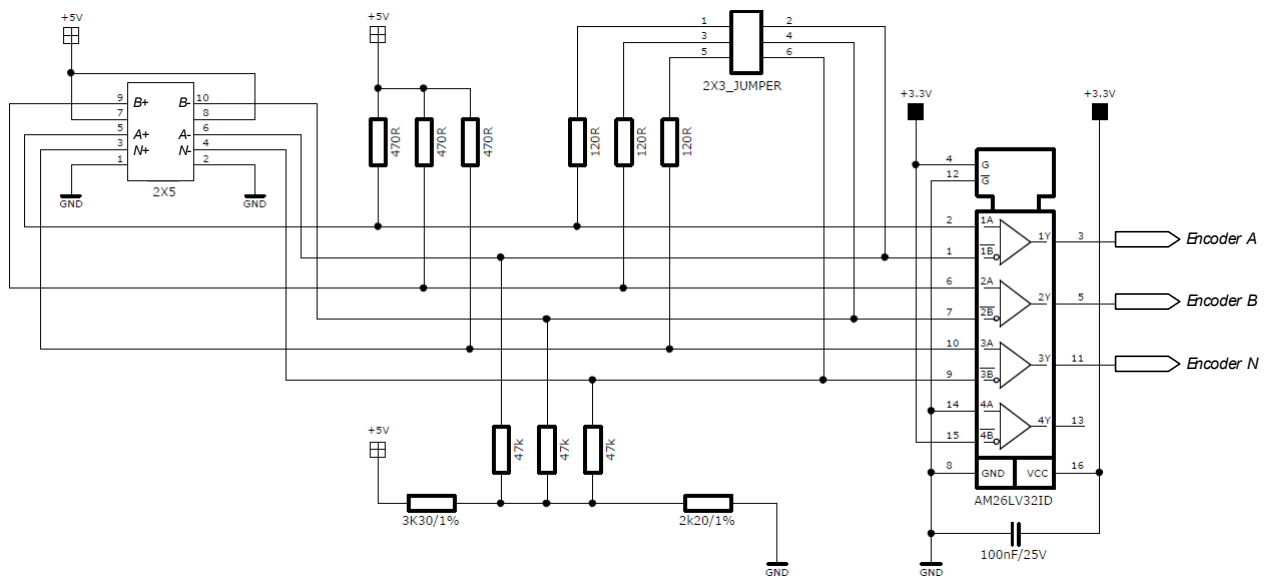 +5V
+5V
1 2
3 4
5 6
2X3_JUMPER
9 B+ B- 10
7 8
5 A+ A- 6
3 N+ N- 4
1 2
2X5
GND
GND
470R
470R
470R
120R
120R
120R
+3.3V
+3.3V
4 G
12 G
2 1A 1Y 3 Encoder A
1 1B
6 2A 2Y 5 Encoder B
7 2B
10 3A 3Y 11 Encoder N
9 3B
14 4A 4Y 13
15 4B
8 GND VCC 16
AM26LV32ID
47k
47k
47k
+5V
3K30/1%
2k20/1%
GND
100nF/25V
GND